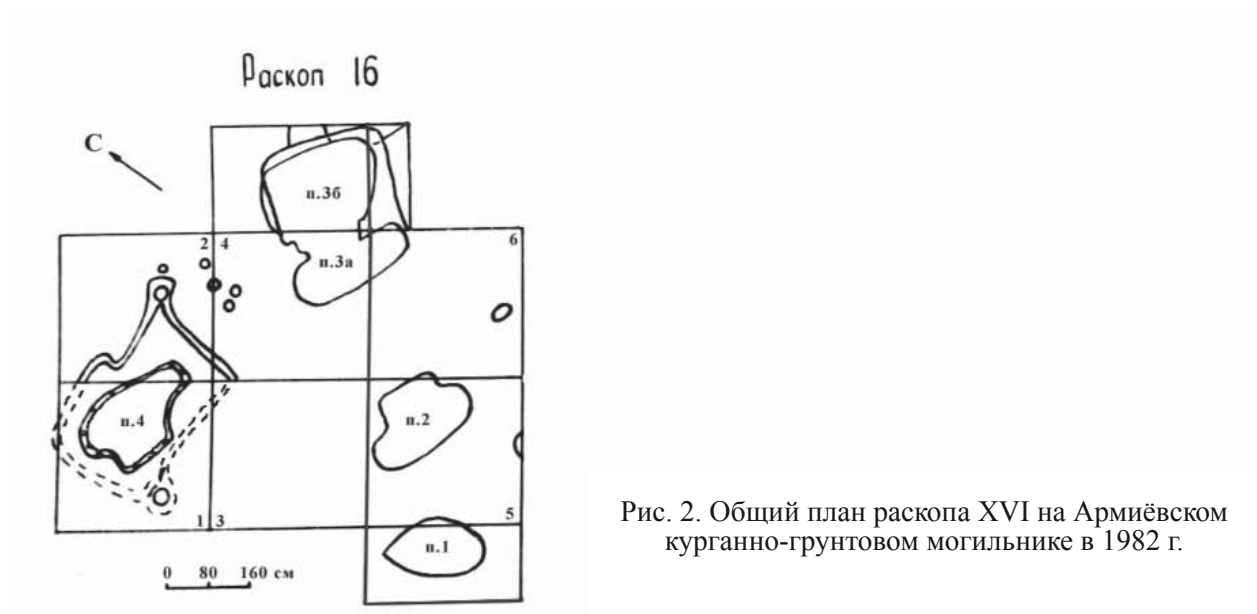 Раскоп 16
С
п.3б
2 4
6
п.3а
п.4
п.2
1 3
5
п.1
0 80 160 см
Рис. 2. Общий план раскопа XVI на Армиёвском
курганно-грунтовом могильнике в 1982 г.